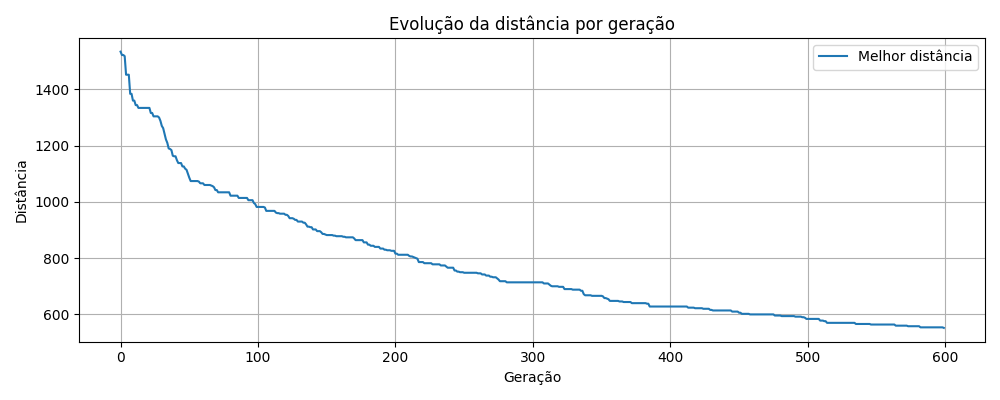 Evolução da distância por geração
Melhor distância
Distância
1400
1200
1000
800
600
0 100 200 300 400 500 600
Geração